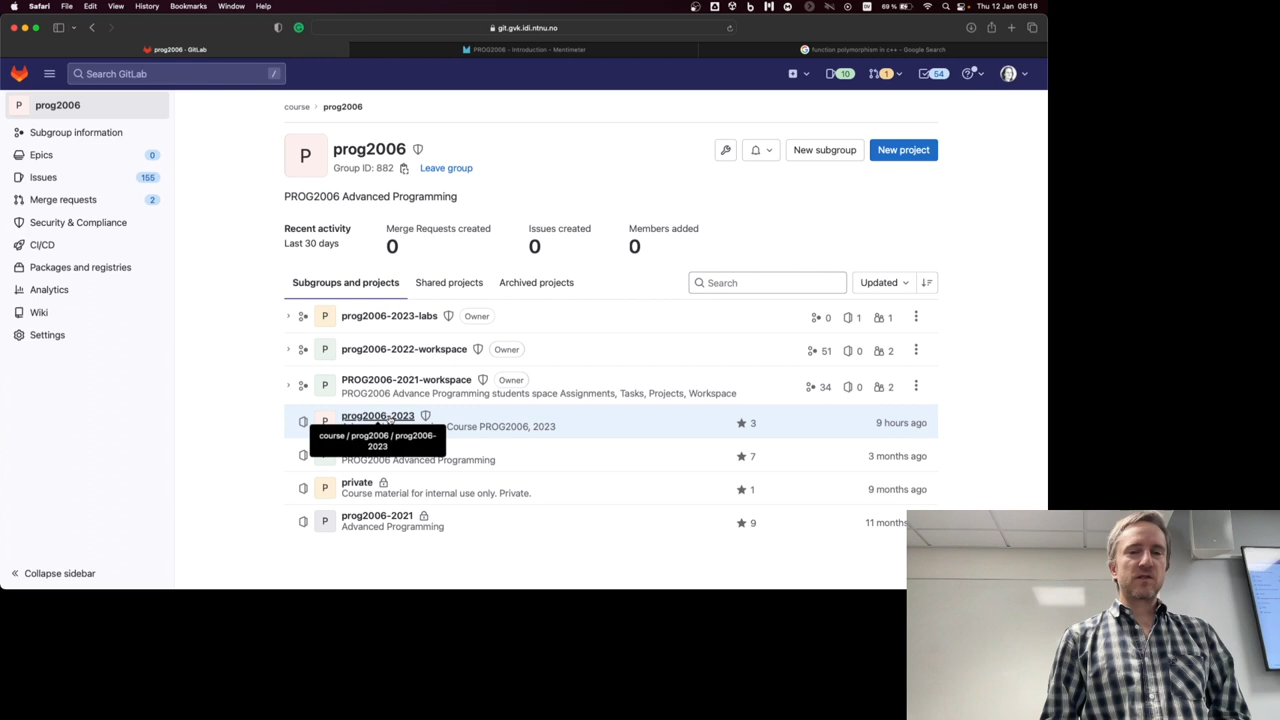 Safari File Edit View History Bookmarks Window Help 69 % Thu 12 Jan 08:18
git.gvk.idi.ntnu.no
prog2006 · GitLab
PROG2006 - Introduction - Mentimeter
function polymorphism in c++ - Google Search
Search GitLab /
10 1 54
P prog2006
Subgroup information
Epics 0
Issues 155
Merge requests 2
Security & Compliance
CI/CD
Packages and registries
Analytics
Wiki
Settings
Collapse sidebar
course › prog2006
P prog2006
Group ID: 882 Leave group
New subgroup New project
PROG2006 Advanced Programming
Recent activity
Last 30 days
Merge Requests created
0
Issues created
0
Members added
0
Subgroups and projects Shared projects Archived projects
Search Updated
P prog2006-2023-labs Owner 0 1 1
P prog2006-2022-workspace Owner 51 0 2
P PROG2006-2021-workspace Owner 34 0 2
PROG2006 Advance Programming students space Assignments, Tasks, Projects, Workspace
P prog2006-2023 3 9 hours ago
Course PROG2006, 2023
course / prog2006 / prog2006-
2023
7 3 months ago
PROG2006 Advanced Programming
P private 1 9 months ago
Course material for internal use only. Private.
P prog2006-2021 9 11 months
Advanced Programming